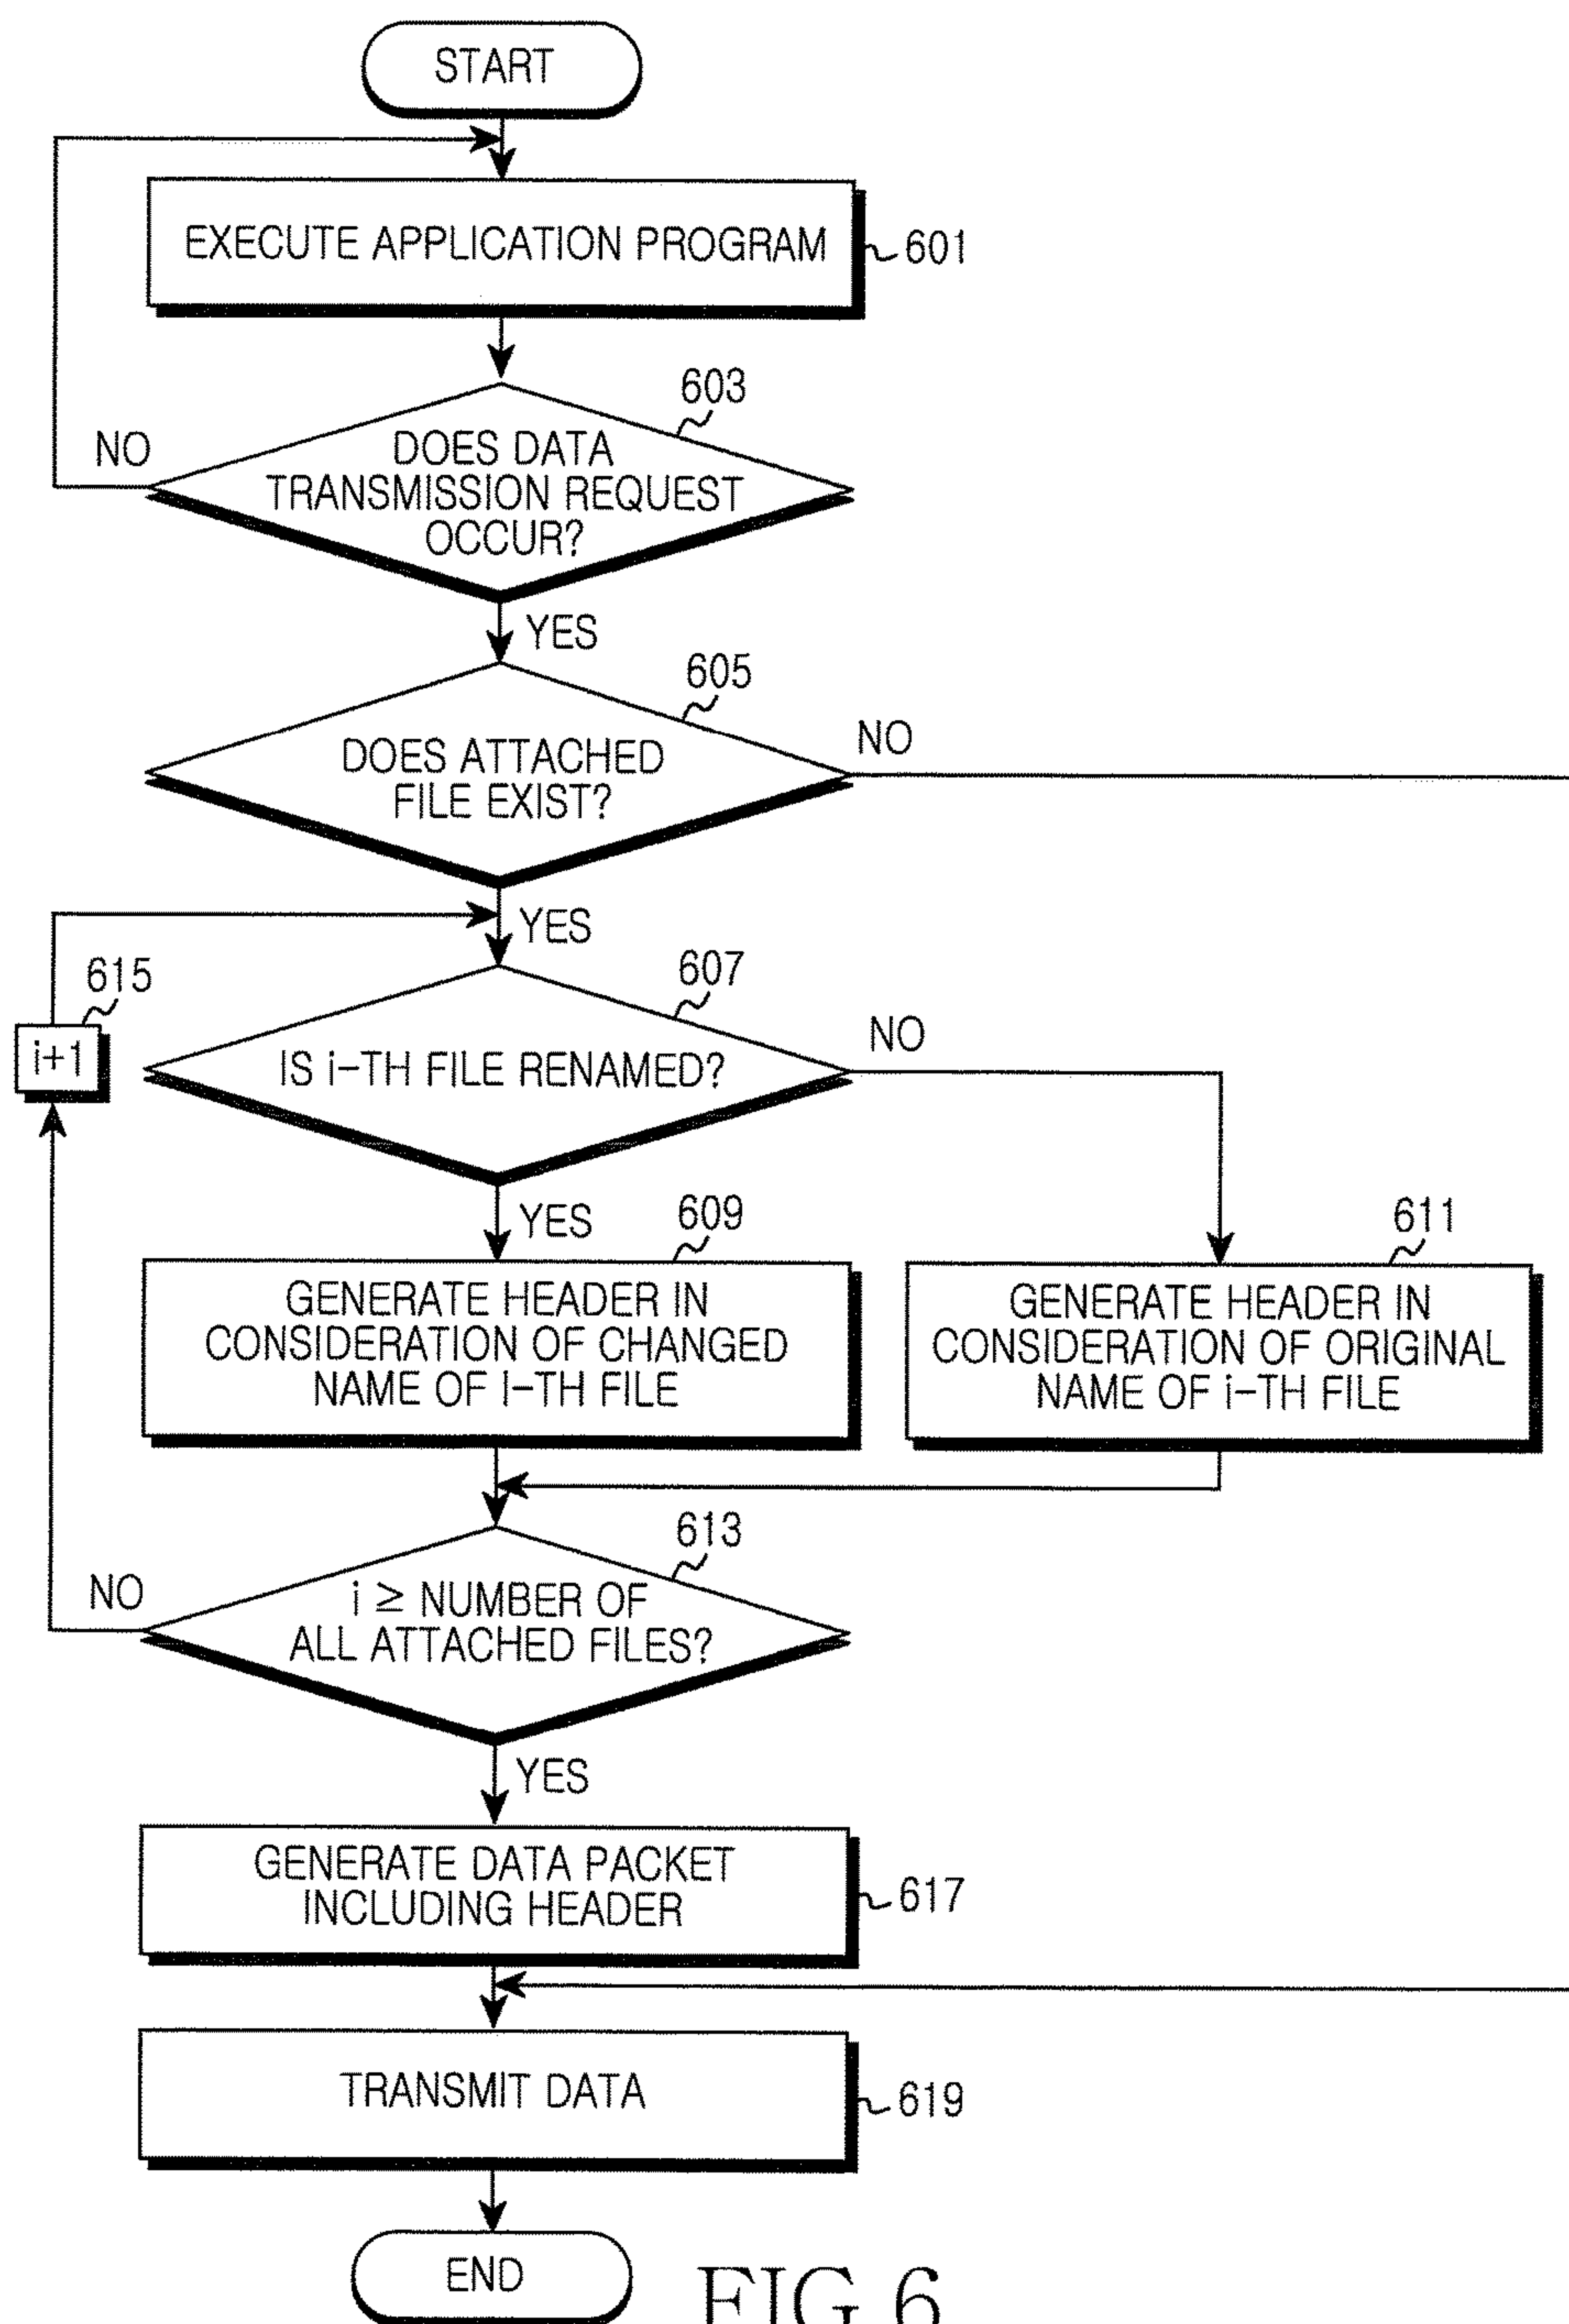 START
EXECUTE APPLICATION PROGRAM
601
603
NO
DOES DATA
TRANSMISSION REQUEST
OCCUR?
YES
605
NO
DOES ATTACHED
FILE EXIST?
YES
615
607
i+1
NO
IS i-TH FILE RENAMED?
YES
609
611
GENERATE HEADER IN
CONSIDERATION OF CHANGED
NAME OF I-TH FILE
GENERATE HEADER IN
CONSIDERATION OF ORIGINAL
NAME OF i-TH FILE
613
NO
i ≥ NUMBER OF
ALL ATTACHED FILES?
YES
GENERATE DATA PACKET
INCLUDING HEADER
617
TRANSMIT DATA
619
END
FIG.6